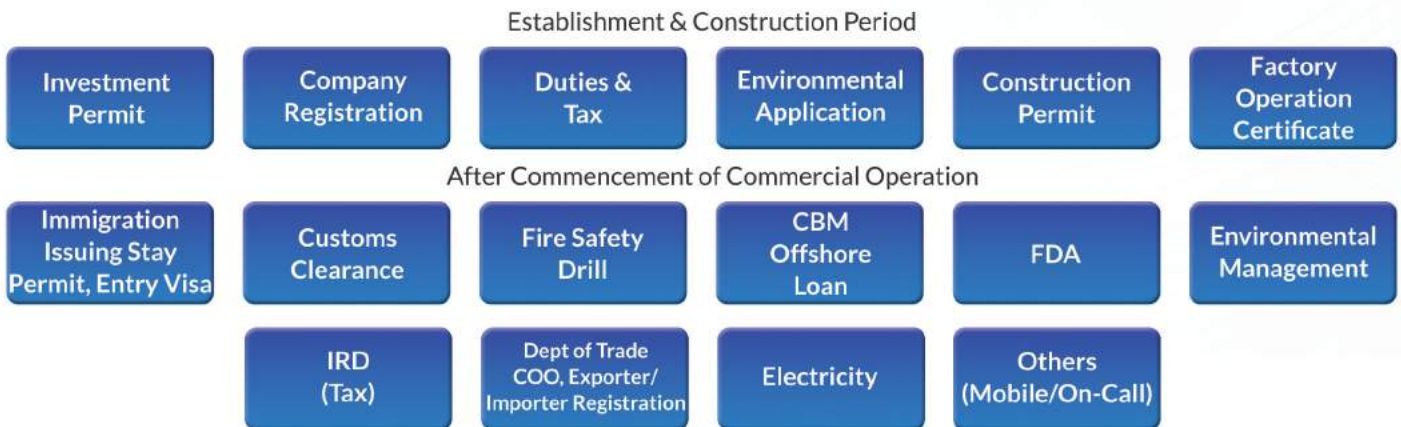 Establishment & Construction Period
Investment
Permit
Company
Registration
Duties &
Tax
Environmental
Application
Construction
Permit
Factory
Operation
Certificate
After Commencement of Commercial Operation
Immigration
Issuing Stay
Permit, Entry Visa
Customs
Clearance
Fire Safety
Drill
CBM
Offshore
Loan
FDA
Environmental
Management
IRD
(Tax)
Dept of Trade
COO, Exporter/
Importer Registration
Electricity
Others
(Mobile/On-Call)